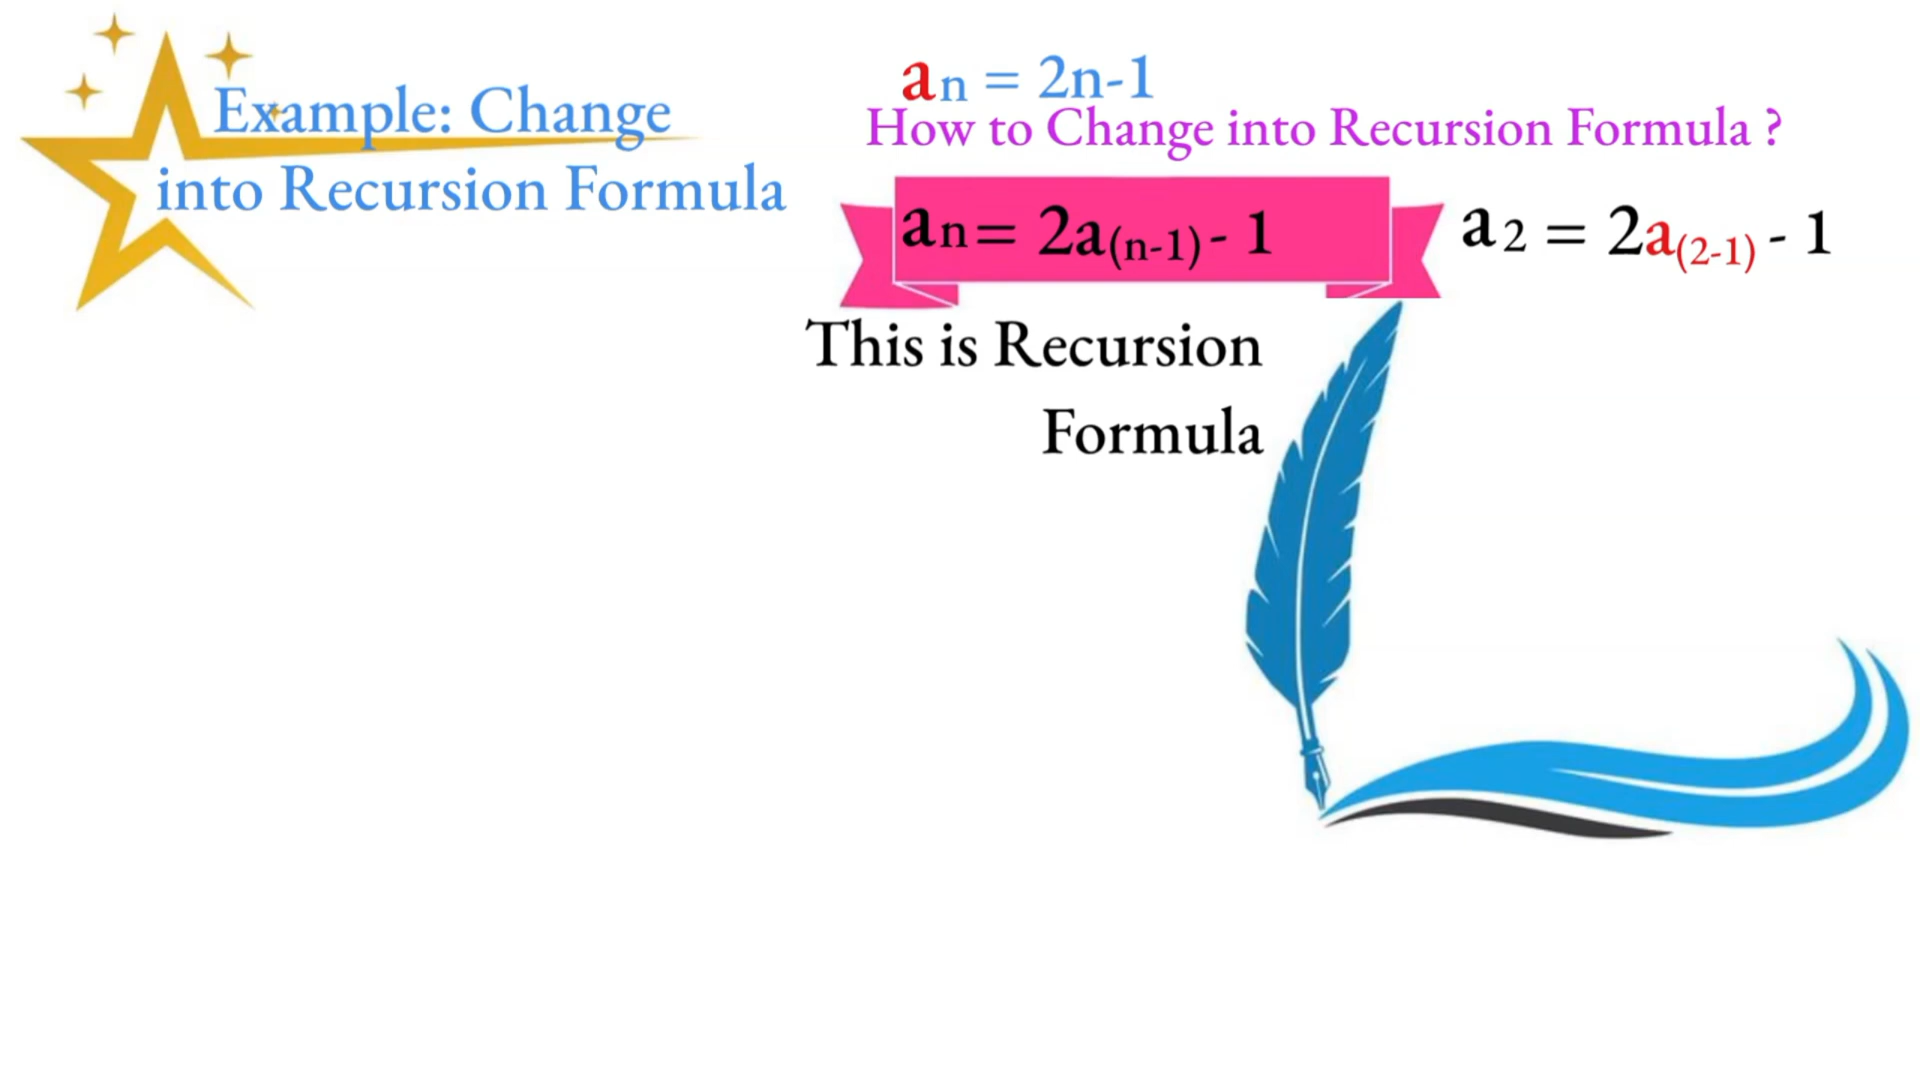 Example: Change
into Recursion Formula
an = 2n-1
How to Change into Recursion Formula ?
an= 2a(n-1) - 1
a2 = 2a(2-1) - 1
This is Recursion
Formula